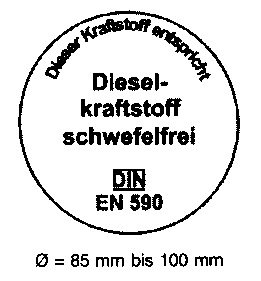 Dieser Kraftstoff entspricht
Diesel-
kraftstoff
schwefelfrei
DIN
EN 590
Ø = 85 mm bis 100 mm